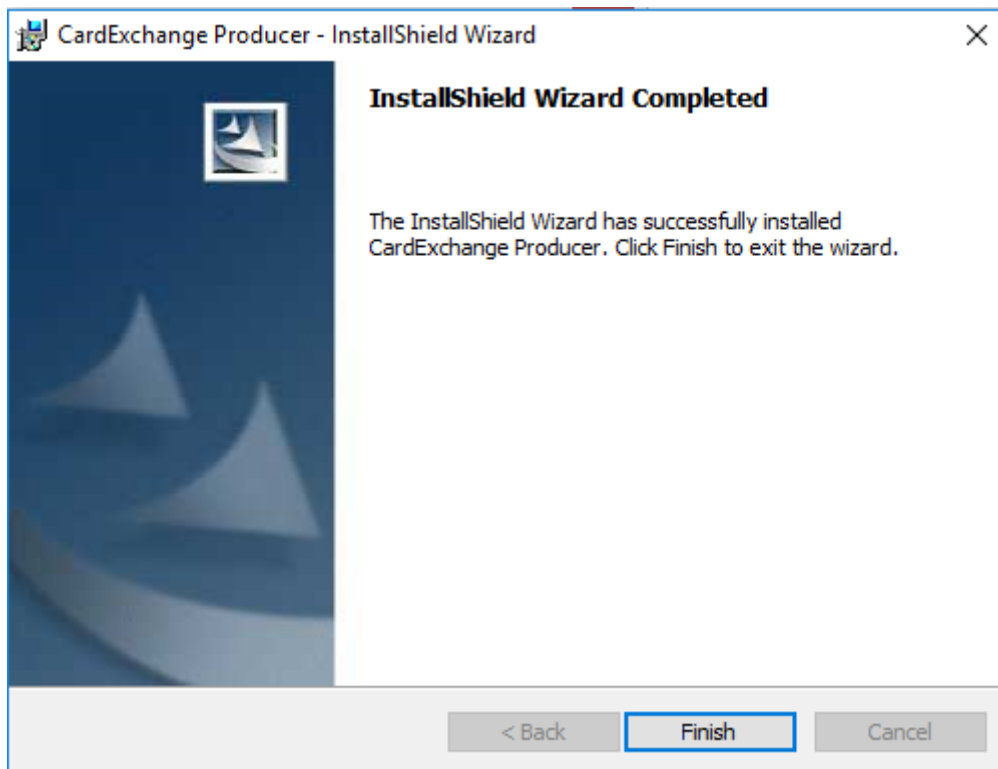 CardExchange Producer - InstallShield Wizard
InstallShield Wizard Completed
The InstallShield Wizard has successfully installed
CardExchange Producer. Click Finish to exit the wizard.
< Back
Finish
Cancel